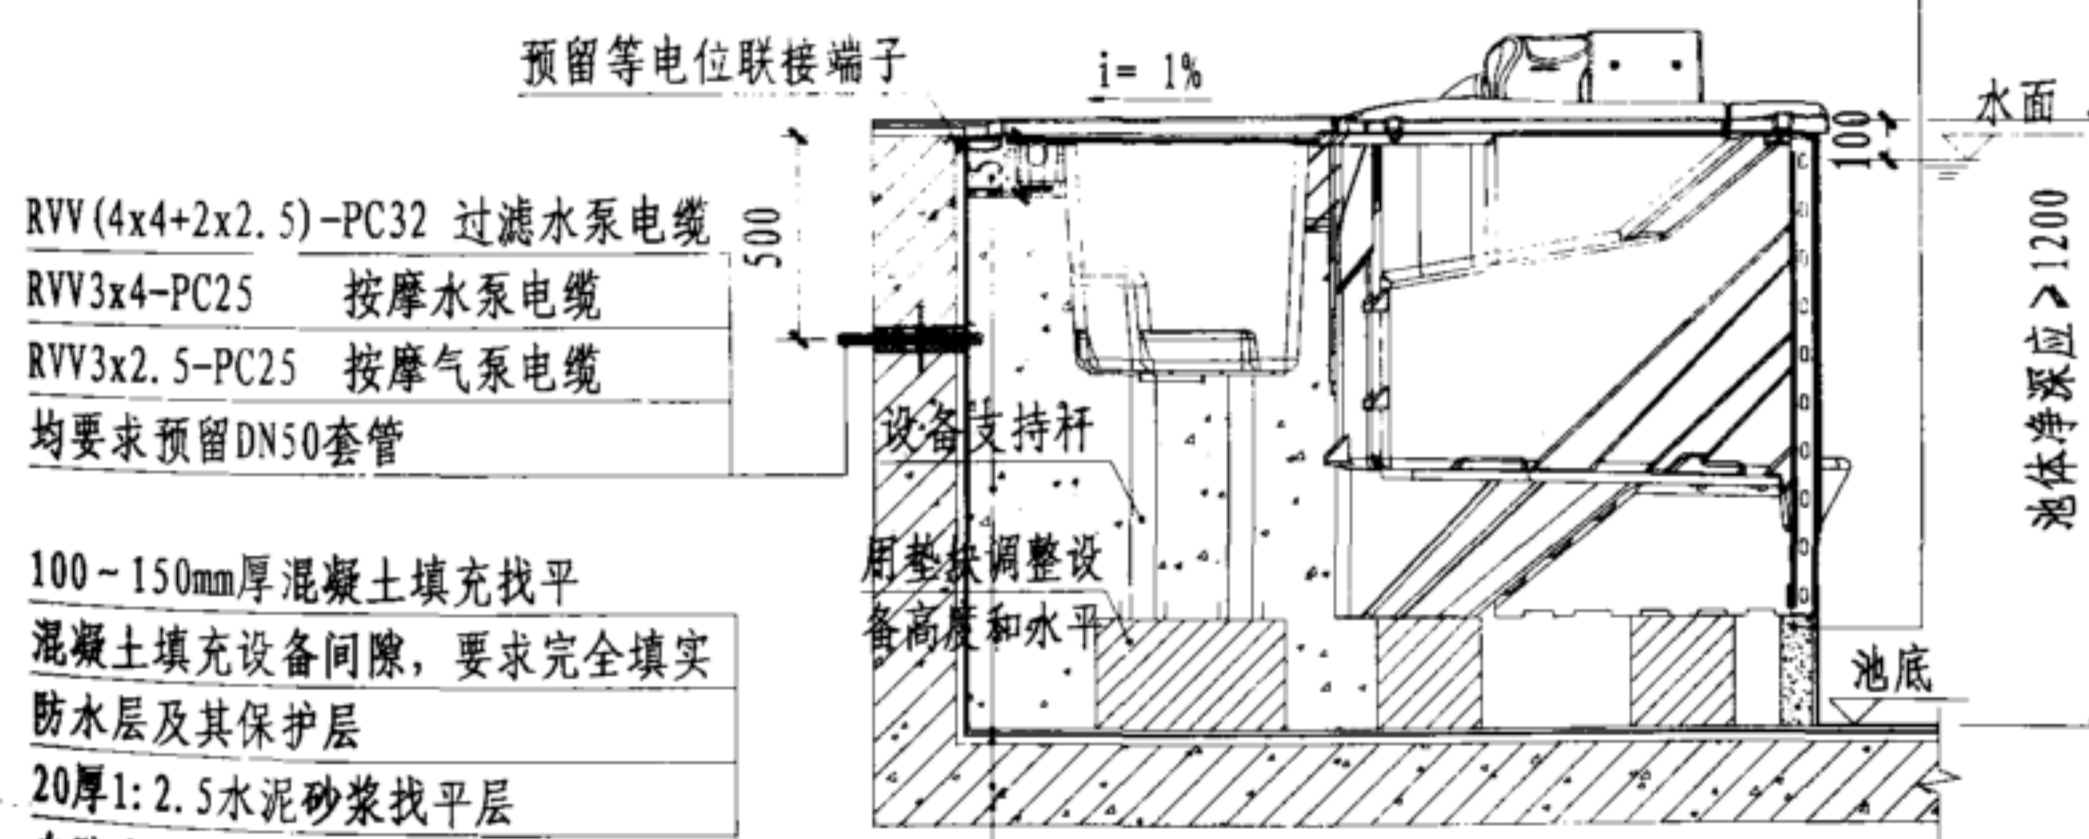 预留等电位联接端子
i= 1%
水面
100
50
500
RVV(4x4+2x2.5)-PC32 过滤水泵电缆
RVV3x4-PC25 按摩水泵电缆
RVV3x2.5-PC25 按摩气泵电缆
均要求预留DN50套管
池体净深应>1200
设备支持杆
用垫块调整设
备高度和水平
100~150mm厚混凝土填充找平
混凝土填充设备间隙，要求完全填实
防水层及其保护层
20厚1:2.5水泥砂浆找平层
池底